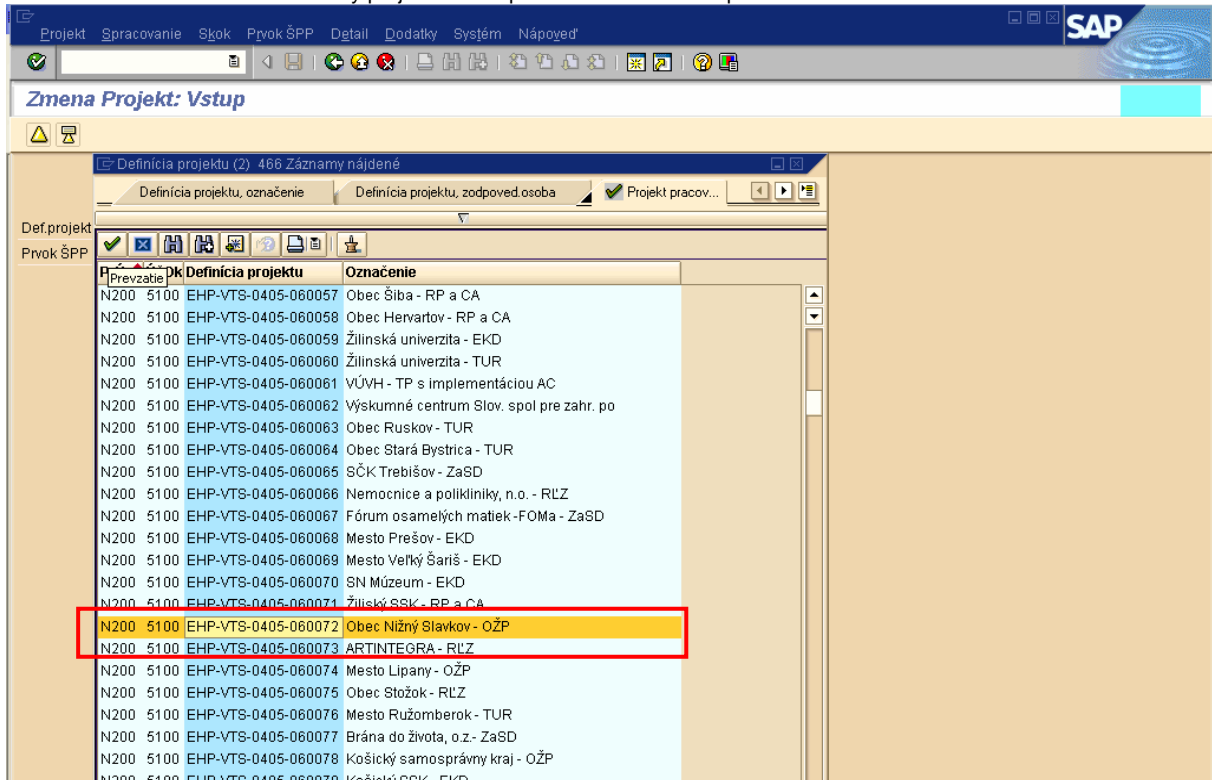 Projekt Spracovanie Skok Prvok ŠPP Detail Dodatky Systém Nápoveď
SAP
Zmena Projekt: Vstup
Definícia projektu (2) 466 Záznamy nájdené
Definícia projektu, označenie Definícia projektu, zodpoved.osoba Projekt pracov...
Def.projekt
Prvok ŠPP
Definícia projektu Označenie
Prevzatie
N200 5100 EHP-VTS-0405-060057 Obec Šiba - RP a CA
N200 5100 EHP-VTS-0405-060058 Obec Hervartov - RP a CA
N200 5100 EHP-VTS-0405-060059 Žilinská univerzita - EKD
N200 5100 EHP-VTS-0405-060060 Žilinská univerzita - TUR
N200 5100 EHP-VTS-0405-060061 VÚVH - TP s implementáciou AC
N200 5100 EHP-VTS-0405-060062 Výskumné centrum Slov. spol pre zahr. po
N200 5100 EHP-VTS-0405-060063 Obec Ruskov - TUR
N200 5100 EHP-VTS-0405-060064 Obec Stará Bystrica - TUR
N200 5100 EHP-VTS-0405-060065 SČK Trebišov - ZaSD
N200 5100 EHP-VTS-0405-060066 Nemocnice a polikliniky, n.o. - RĽZ
N200 5100 EHP-VTS-0405-060067 Fórum osamelých matiek -FOMa - ZaSD
N200 5100 EHP-VTS-0405-060068 Mesto Prešov - EKD
N200 5100 EHP-VTS-0405-060069 Mesto Veľký Šariš - EKD
N200 5100 EHP-VTS-0405-060070 SN Múzeum - EKD
N200 5100 EHP-VTS-0405-060071 Žiliský SSK - RP a CA
N200 5100 EHP-VTS-0405-060072 Obec Nižný Slavkov - OŽP
N200 5100 EHP-VTS-0405-060073 ARTINTEGRA - RĽZ
N200 5100 EHP-VTS-0405-060074 Mesto Lipany - OŽP
N200 5100 EHP-VTS-0405-060075 Obec Stožok - RĽZ
N200 5100 EHP-VTS-0405-060076 Mesto Ružomberok - TUR
N200 5100 EHP-VTS-0405-060077 Brána do života, o.z.- ZaSD
N200 5100 EHP-VTS-0405-060078 Košický samosprávny kraj - OŽP
N200 5100 EHP-VTS-0405-060079 Košický SSK - EKD